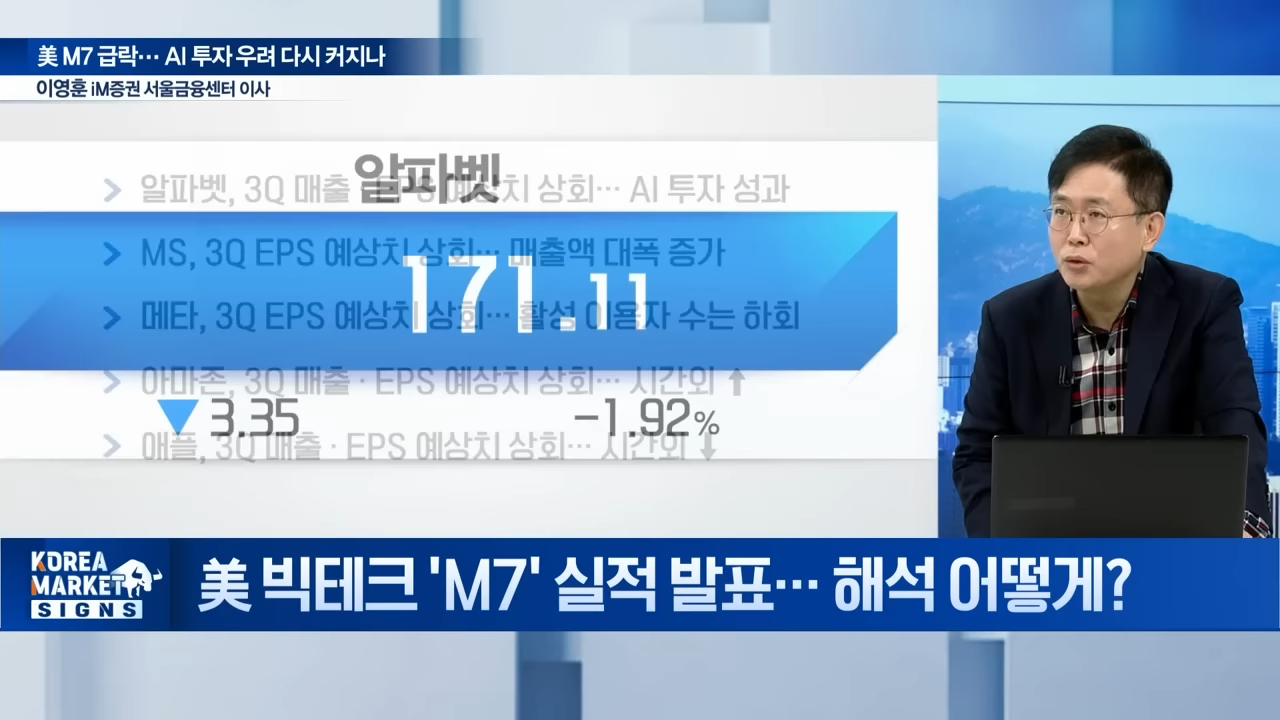 美 M7 급락… AI 투자 우려 다시 커지나
이영훈 iM증권 서울금융센터 이사
알파벳
알파벳, 3Q 매출 · EPS 예상치 상회… AI 투자 성과
MS, 3Q EPS 예상치 상회… 매출액 대폭 증가
171.11
메타, 3Q EPS 예상치 상회… 활성 이용자 수는 하회
아마존, 3Q 매출 · EPS 예상치 상회… 시간외 ↑
▼ 3.35 -1.92%
애플, 3Q 매출 · EPS 예상치 상회… 시간외 ↓
KOREA
MARKET
SIGNS
美 빅테크 'M7' 실적 발표… 해석 어떻게?